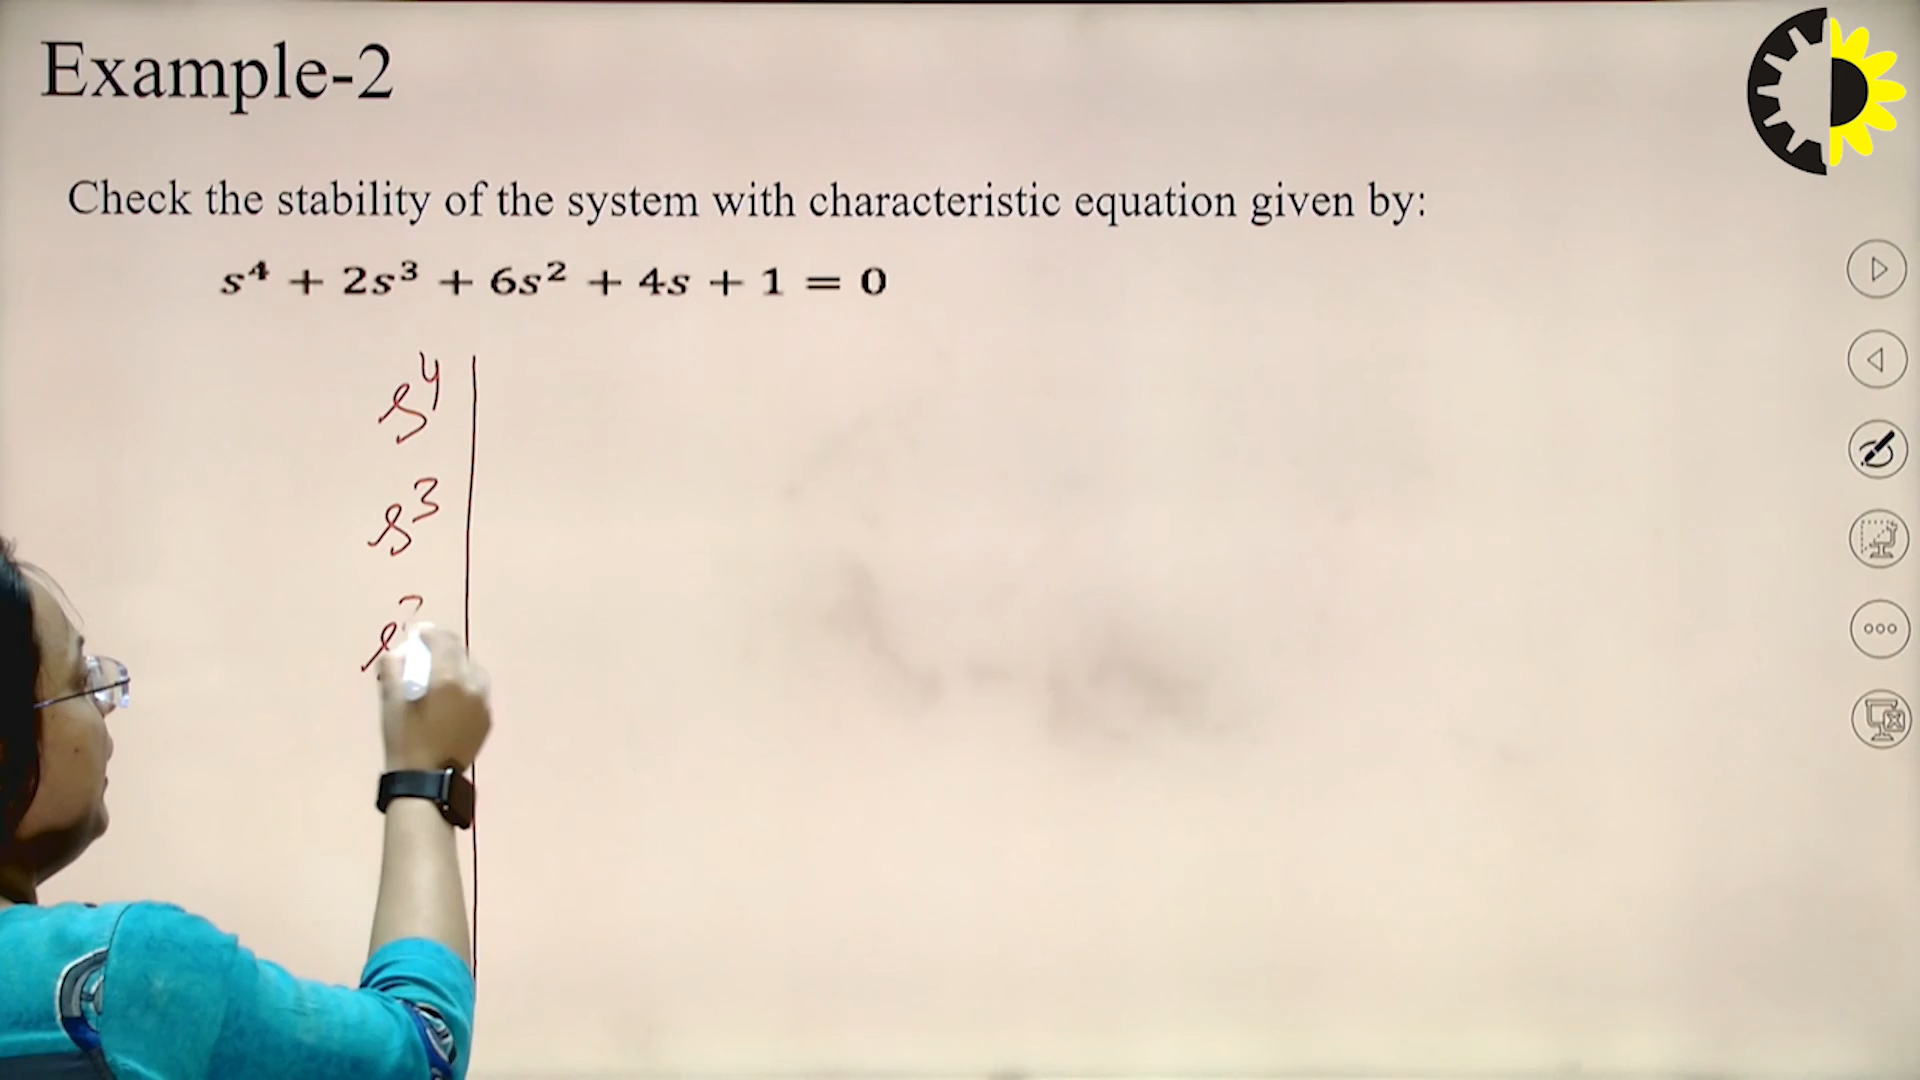 Example-2
Check the stability of the system with characteristic equation given by:
s⁴ + 2s³ + 6s² + 4s + 1 = 0
s⁴
s³
s²